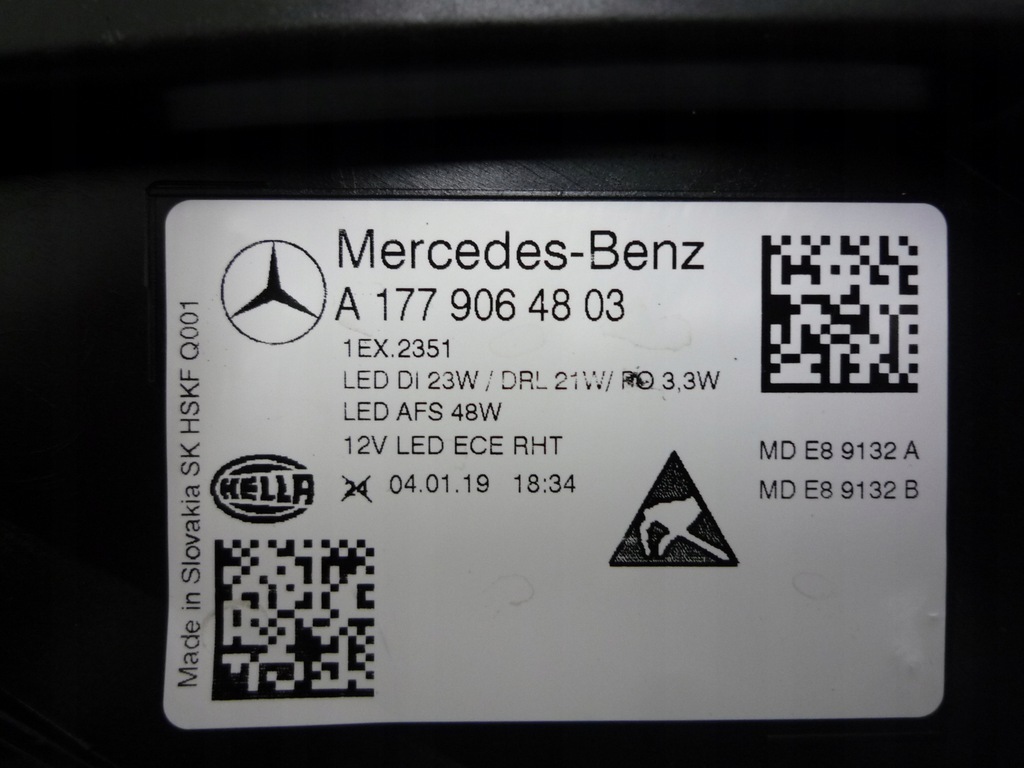 Mercedes-Benz
A 177 906 48 03
1EX.2351
LED DI 23W / DRL 21W/ PO 3,3W
LED AFS 48W
12V LED ECE RHT
24 04.01.19 18:34
MD E8 9132 A
MD E8 9132 B
HELLA
Made in Slovakia SK HSKF Q001